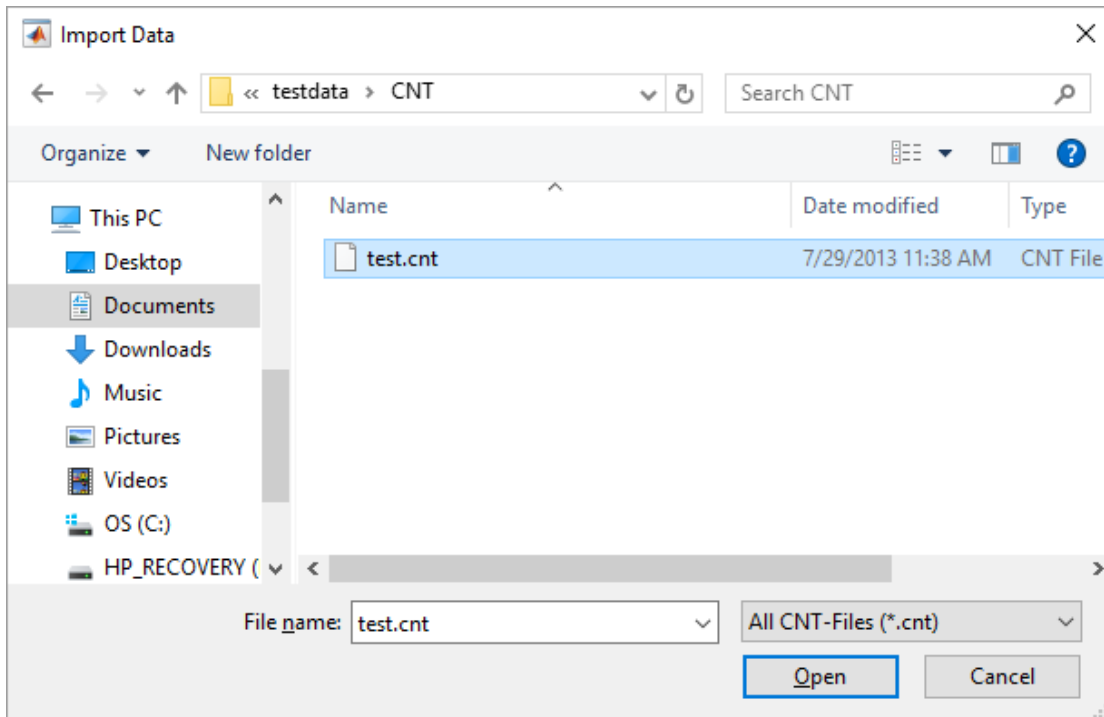 Import Data
« testdata > CNT
Search CNT
Organize
New folder
?
This PC
Desktop
Documents
Downloads
Music
Pictures
Videos
OS (C:)
HP_RECOVERY (
Name
Date modified
Type
test.cnt
7/29/2013 11:38 AM
CNT File
File name:
test.cnt
All CNT-Files (*.cnt)
Open
Cancel